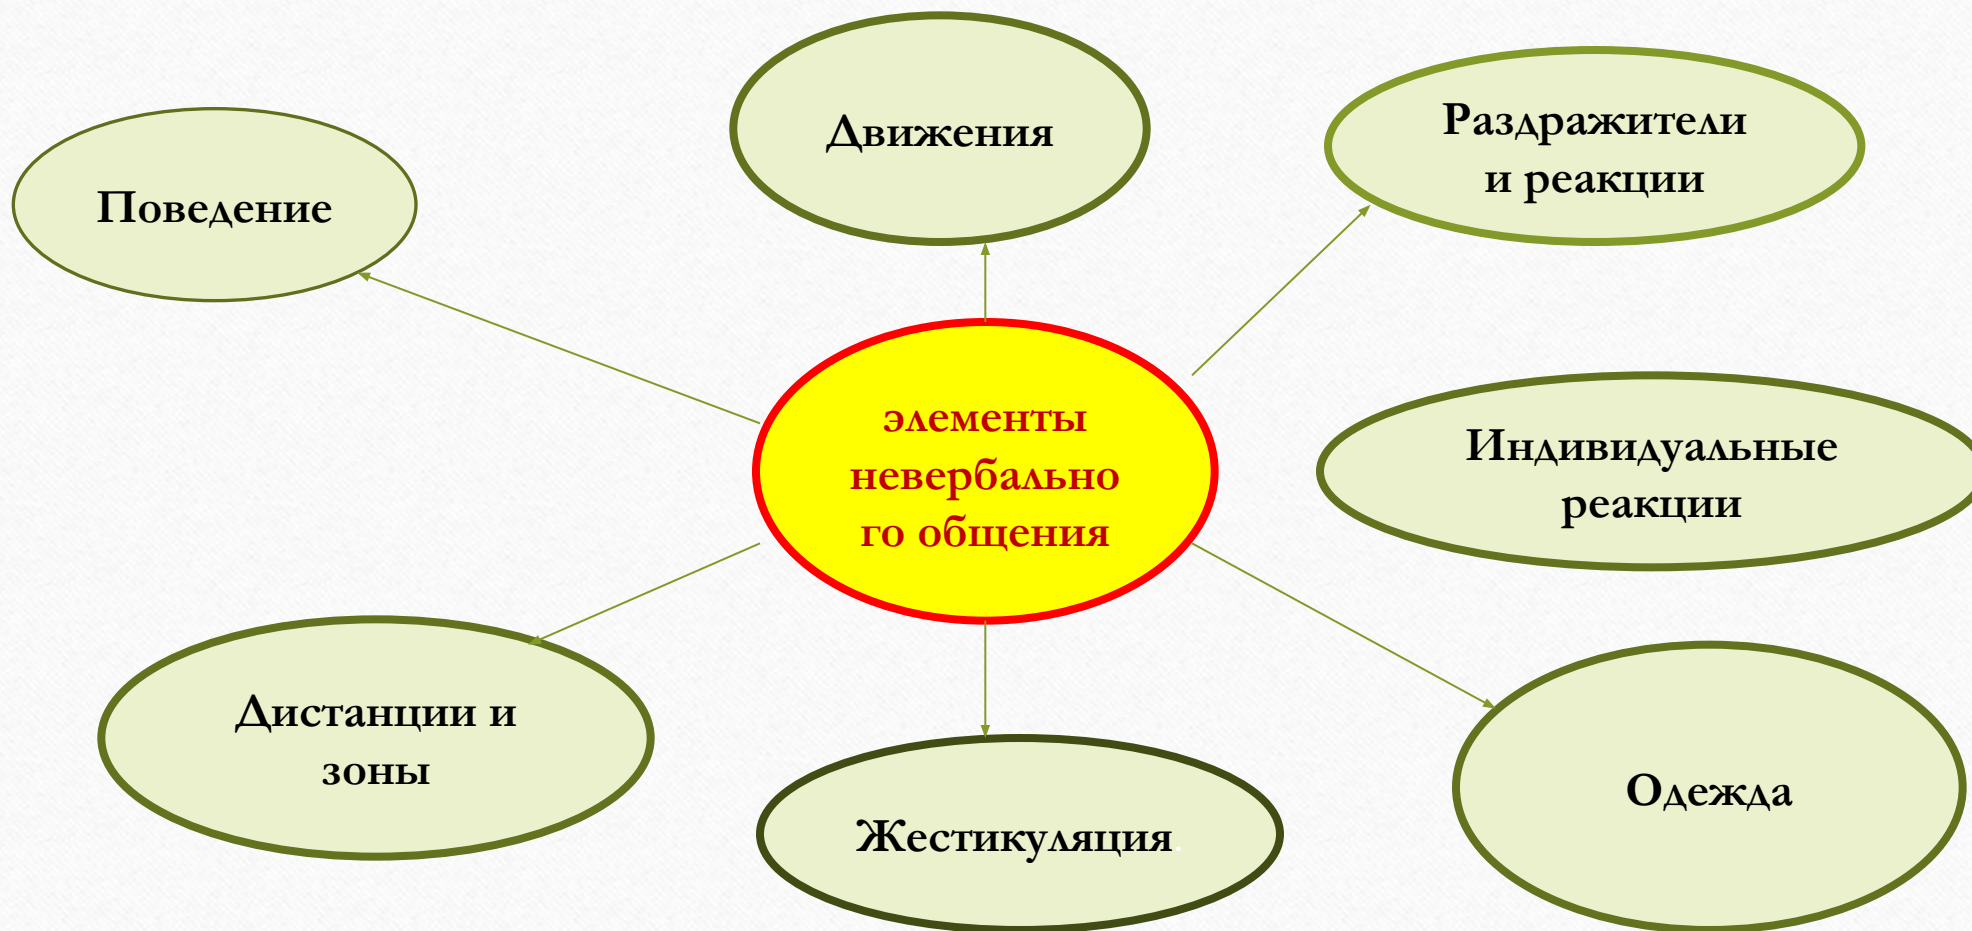 Движения
Раздражители
и реакции
Поведение
элементы
невербально
го общения
Индивидуальные
реакции
Дистанции и
зоны
Жестикуляция.
Одежда